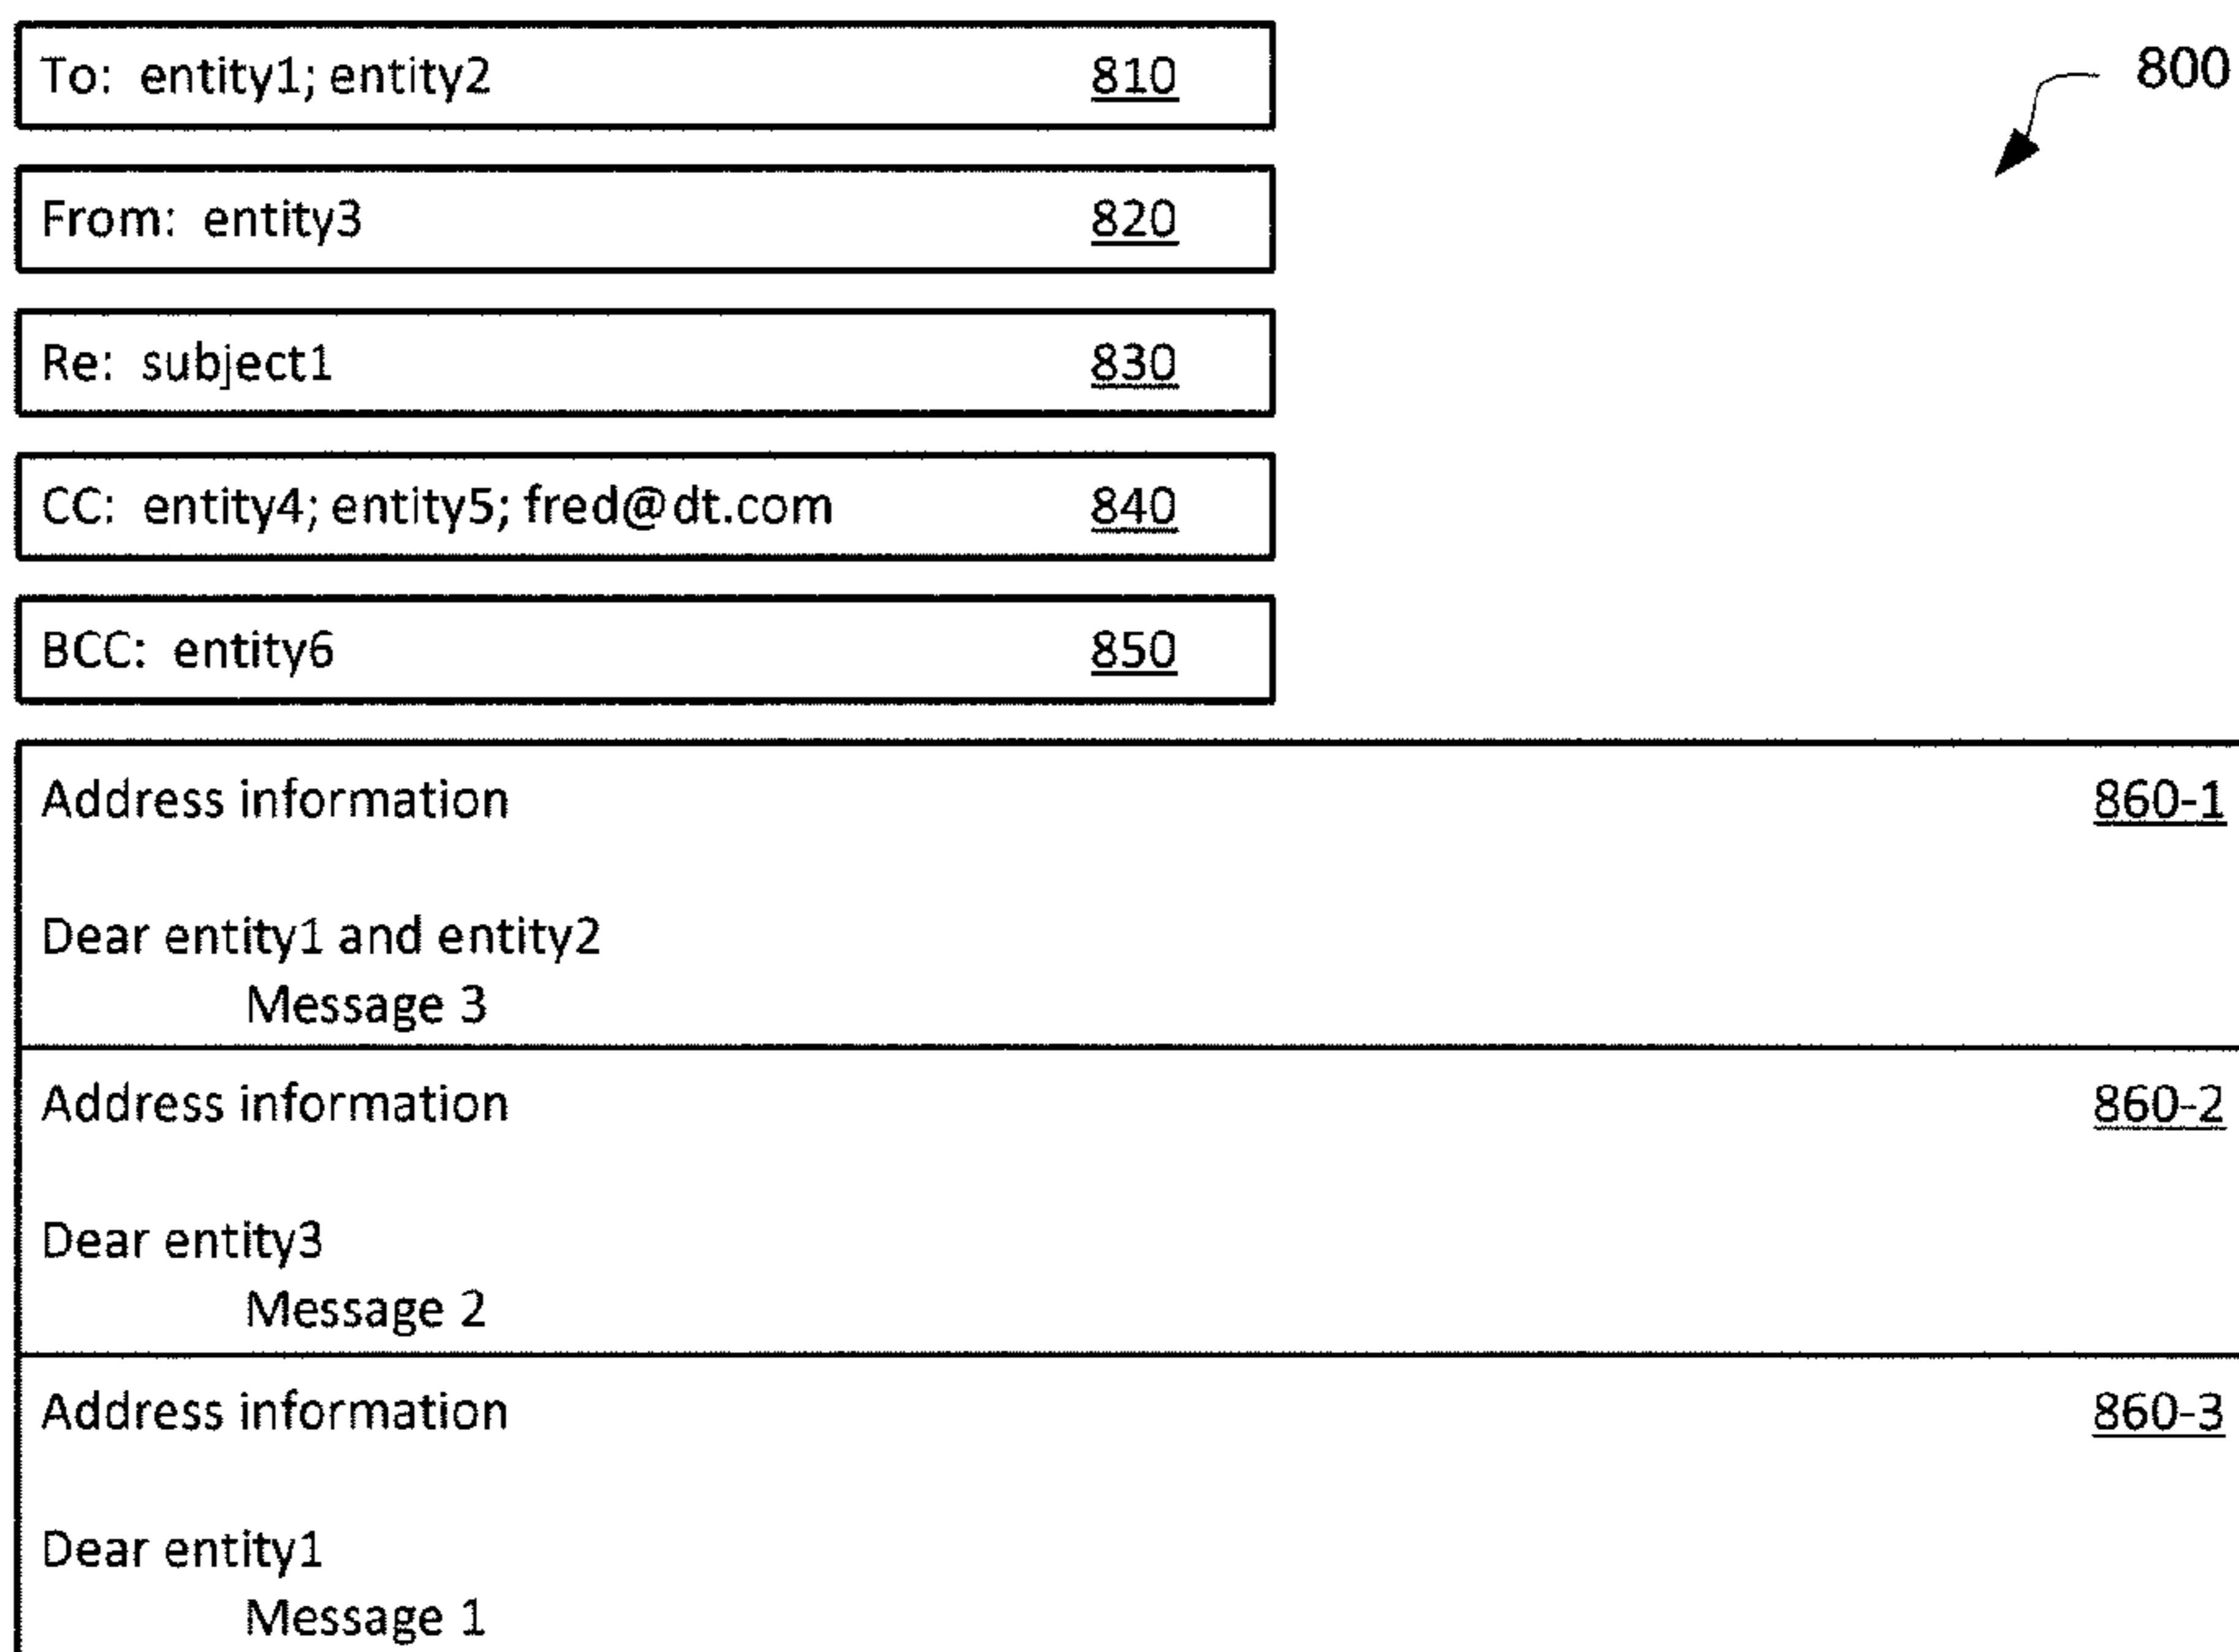 To: entity1; entity2 810
800
From: entity3 820
Re: subject1 830
CC: entity4; entity5; fred@dt.com 840
BCC: entity6 850
Address information 860-1
Dear entity1 and entity2
Message 3
Address information 860-2
Dear entity3
Message 2
Address information 860-3
Dear entity1
Message 1